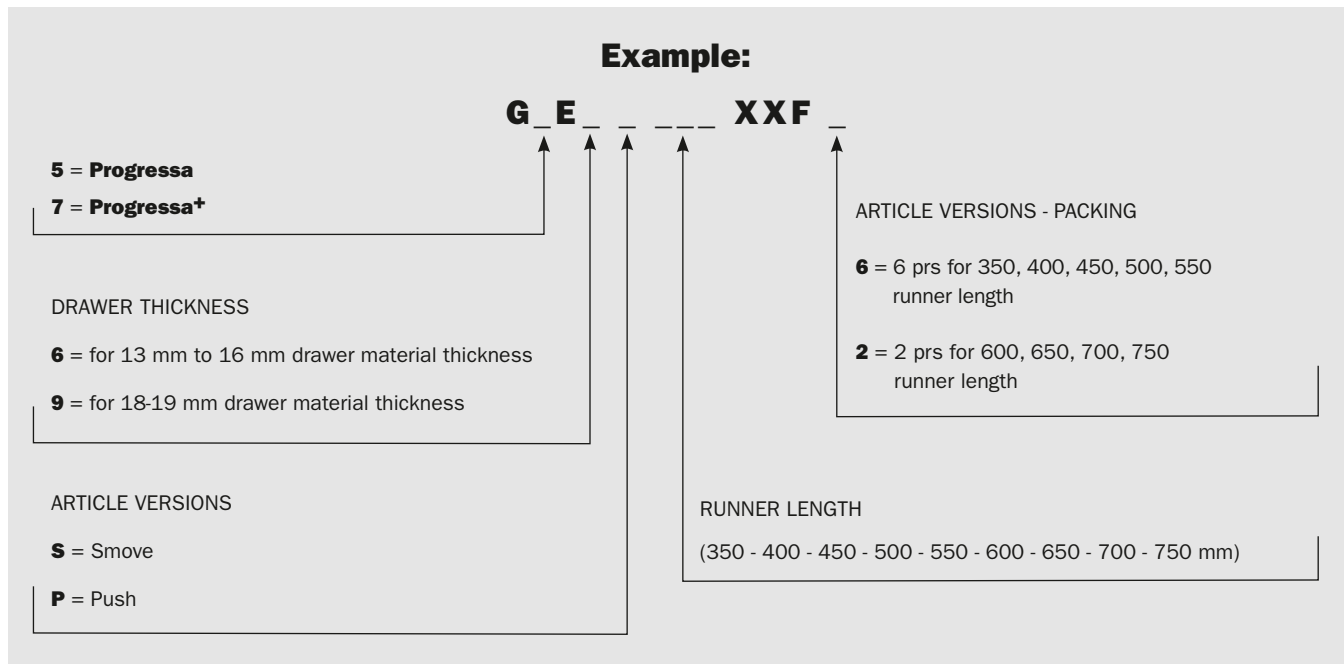 Example:
G_E_ _ ___ XXF _
5 = Progressa
7 = Progressa+
DRAWER THICKNESS
6 = for 13 mm to 16 mm drawer material thickness
9 = for 18-19 mm drawer material thickness
ARTICLE VERSIONS
S = Smove
P = Push
ARTICLE VERSIONS - PACKING
6 = 6 prs for 350, 400, 450, 500, 550
runner length
2 = 2 prs for 600, 650, 700, 750
runner length
RUNNER LENGTH
(350 - 400 - 450 - 500 - 550 - 600 - 650 - 700 - 750 mm)